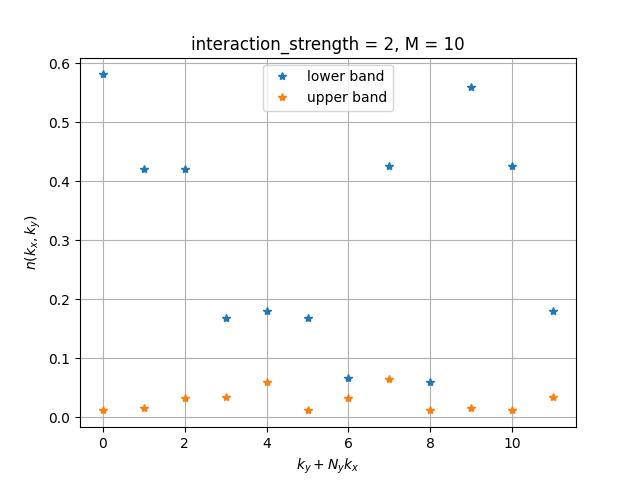 interaction_strength = 2, M = 10
lower band
upper band
n(kx, ky)
0.6
0.5
0.4
0.3
0.2
0.1
0.0
0 2 4 6 8 10
ky + Nykx